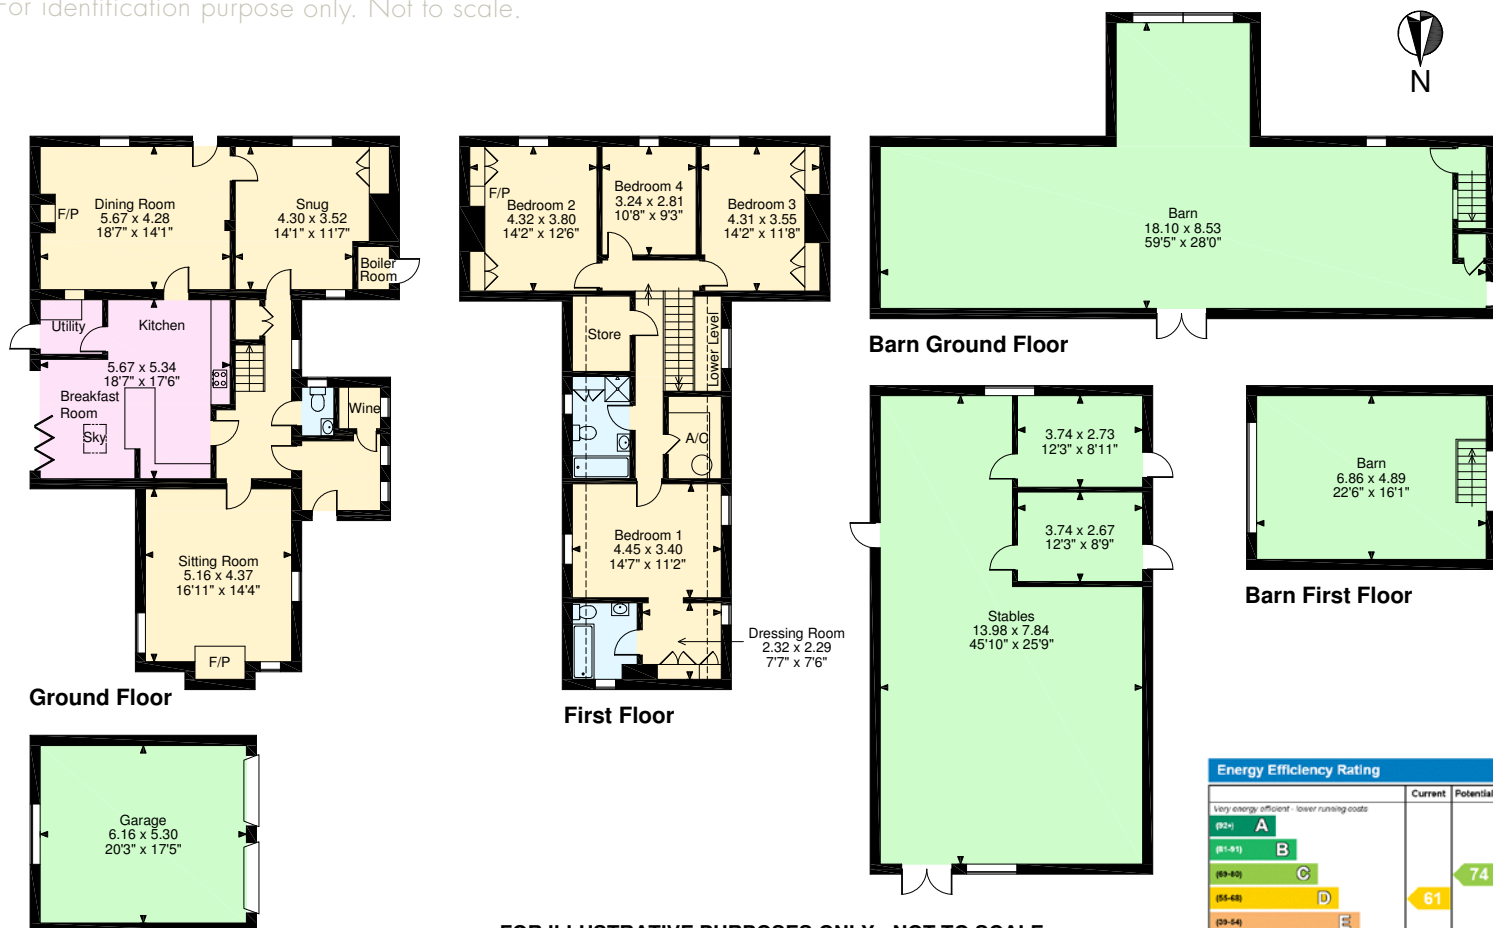 For identification purpose only. Not to scale.
N
Dining Room
5.67 x 4.28
18'7" x 14'1"
F/P
Snug
4.30 x 3.52
14'1" x 11'7"
Boiler
Room
Utility
Kitchen
5.67 x 5.34
18'7" x 17'6"
Breakfast
Room
Sky
Wine
Sitting Room
5.16 x 4.37
16'11" x 14'4"
F/P
Ground Floor
F/P
Bedroom 2
4.32 x 3.80
14'2" x 12'6"
Bedroom 4
3.24 x 2.81
10'8" x 9'3"
Bedroom 3
4.31 x 3.55
14'2" x 11'8"
Store
Lower Level
A/C
Bedroom 1
4.45 x 3.40
14'7" x 11'2"
Dressing Room
2.32 x 2.29
7'7" x 7'6"
First Floor
Barn
18.10 x 8.53
59'5" x 28'0"
Barn Ground Floor
3.74 x 2.73
12'3" x 8'11"
3.74 x 2.67
12'3" x 8'9"
Stables
13.98 x 7.84
45'10" x 25'9"
Barn
6.86 x 4.89
22'6" x 16'1"
Barn First Floor
Garage
6.16 x 5.30
20'3" x 17'5"
Energy Efficiency Rating
Current Potential
Very energy efficient - lower running costs
(92+) A
(81-91) B
(69-80) C 74
(55-68) D 61
(39-54) E
FOR ILLUSTRATIVE PURPOSES ONLY - NOT TO SCALE